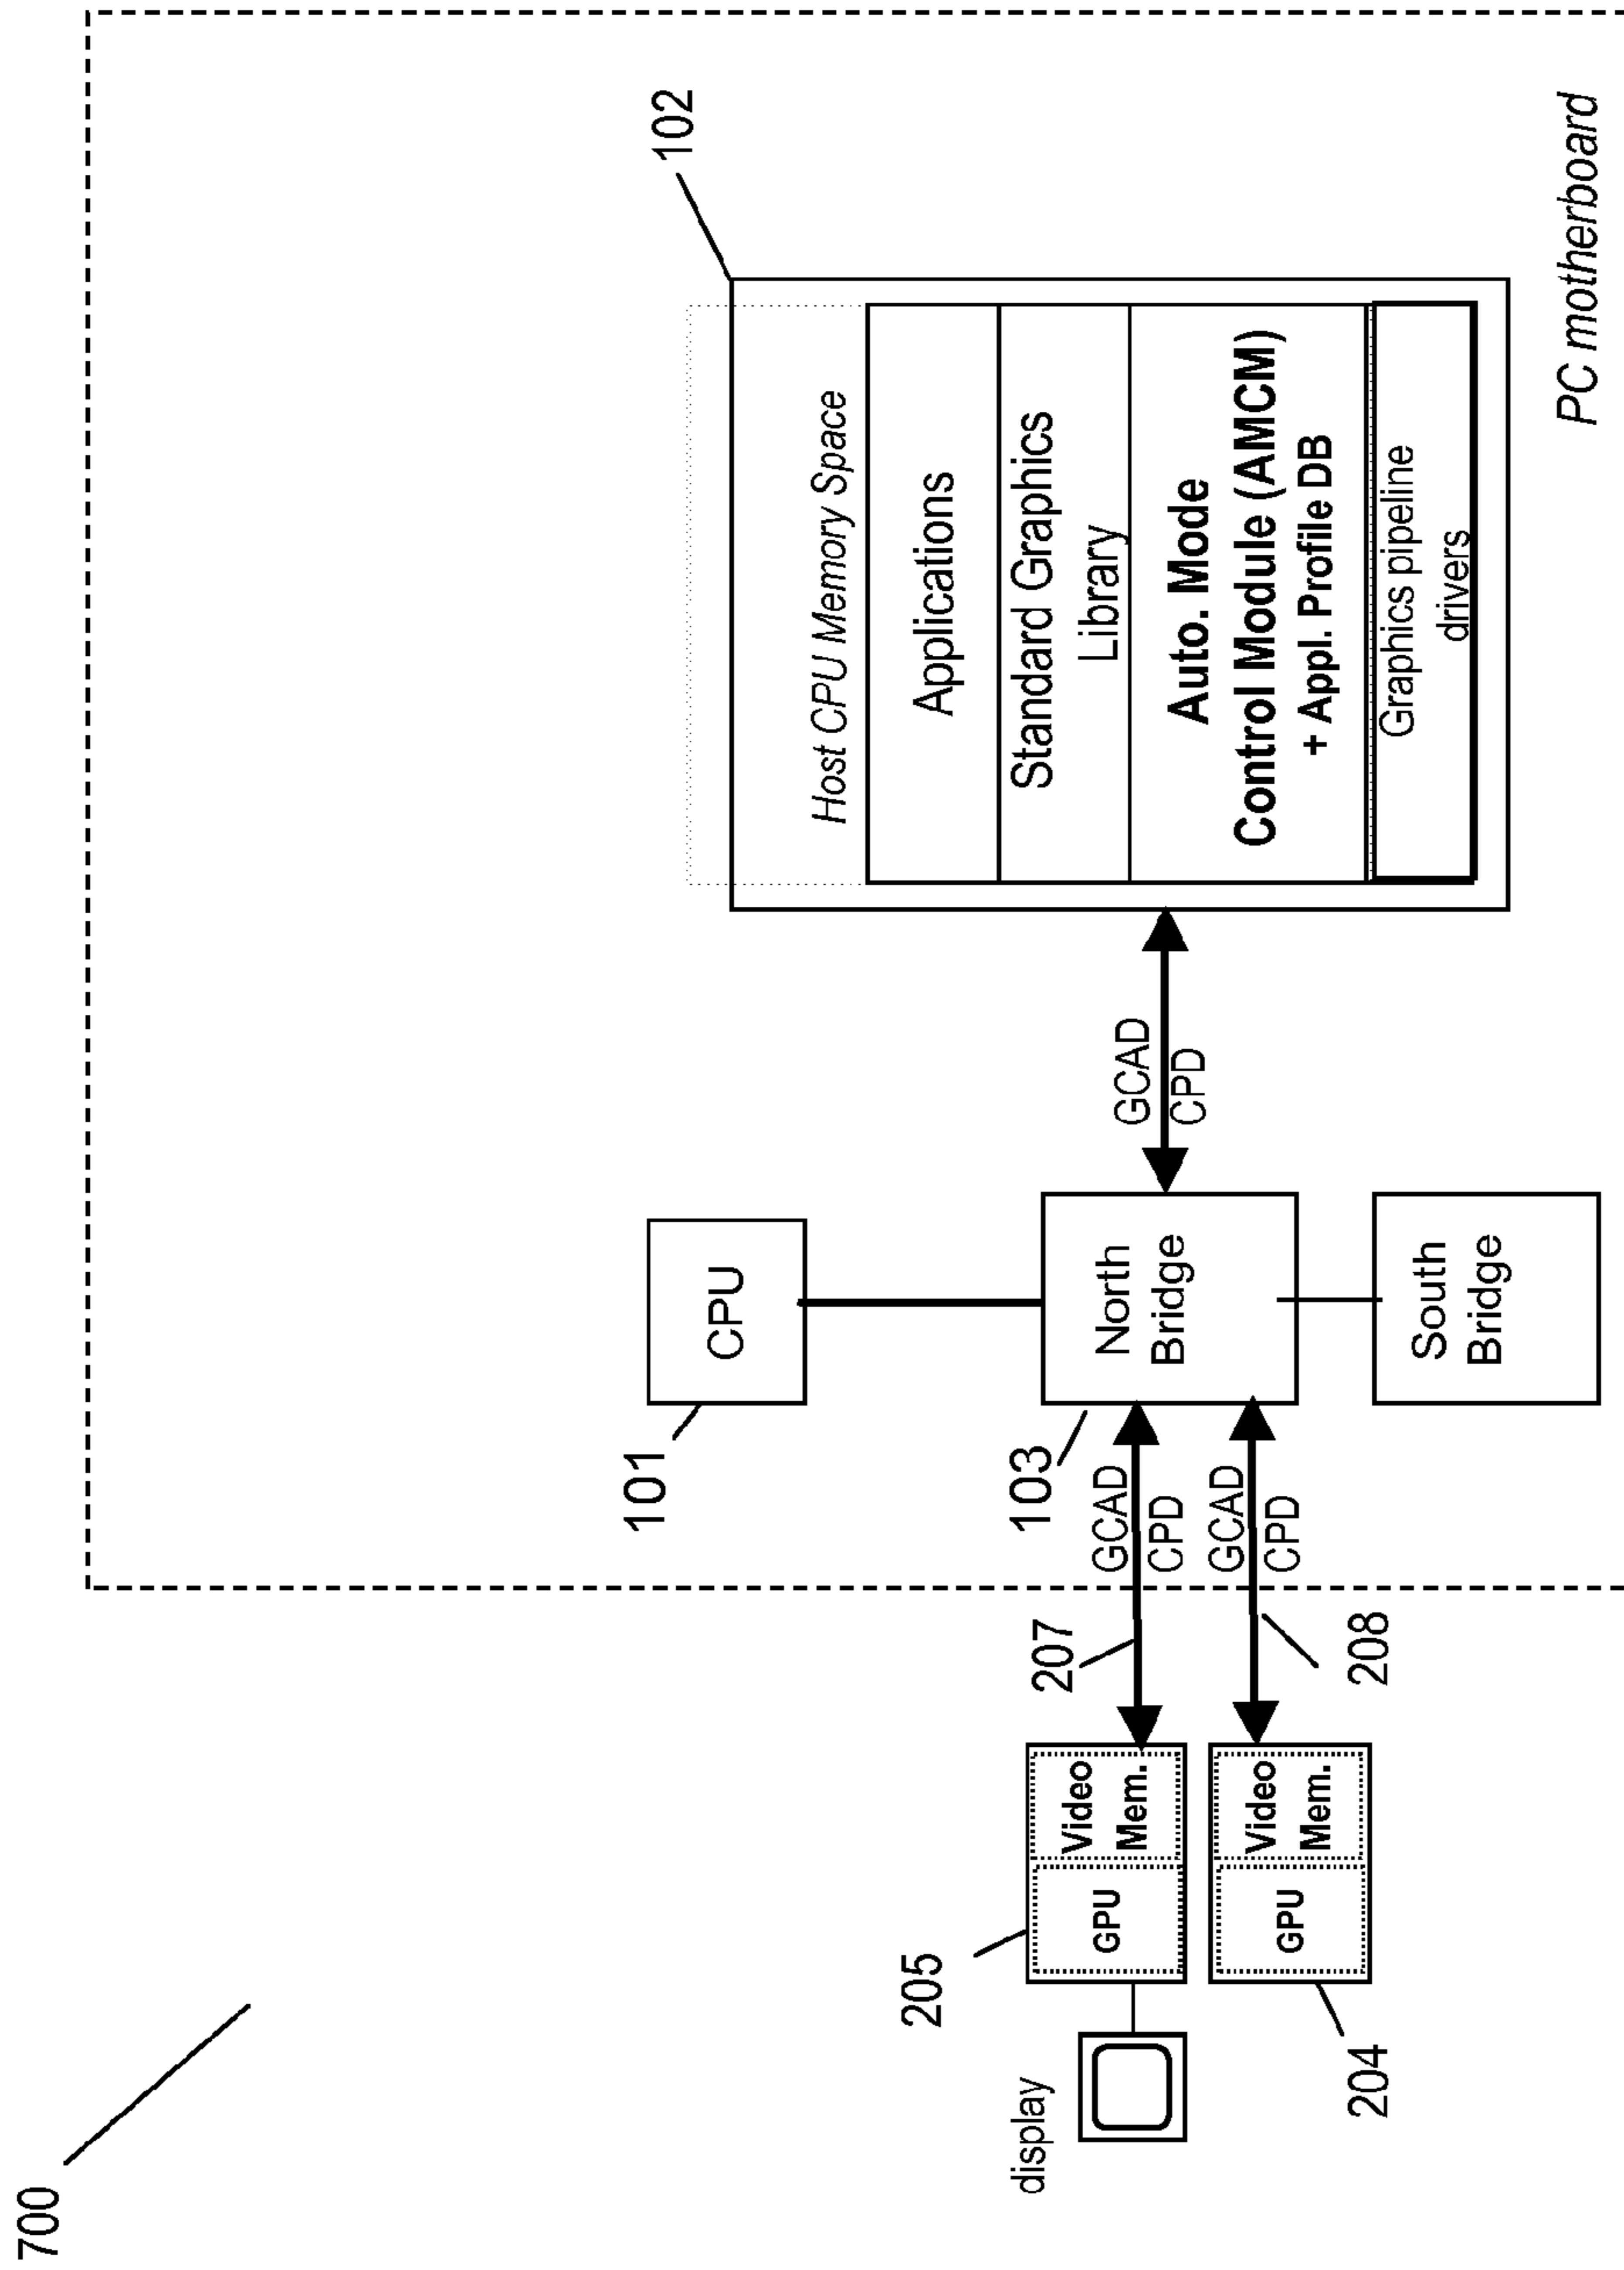 700
102
Host CPU Memory Space
Applications
Standard Graphics
Library
Auto. Mode
Control Module (AMCM)
+ Appl. Profile DB
Graphics pipeline
drivers
PC motherboard
101
CPU
GCAD
CPD
103
North
Bridge
South
Bridge
GCAD
CPD
GCAD
CPD
207
208
205
GPU
Video
Mem.
GPU
Video
Mem.
204
display